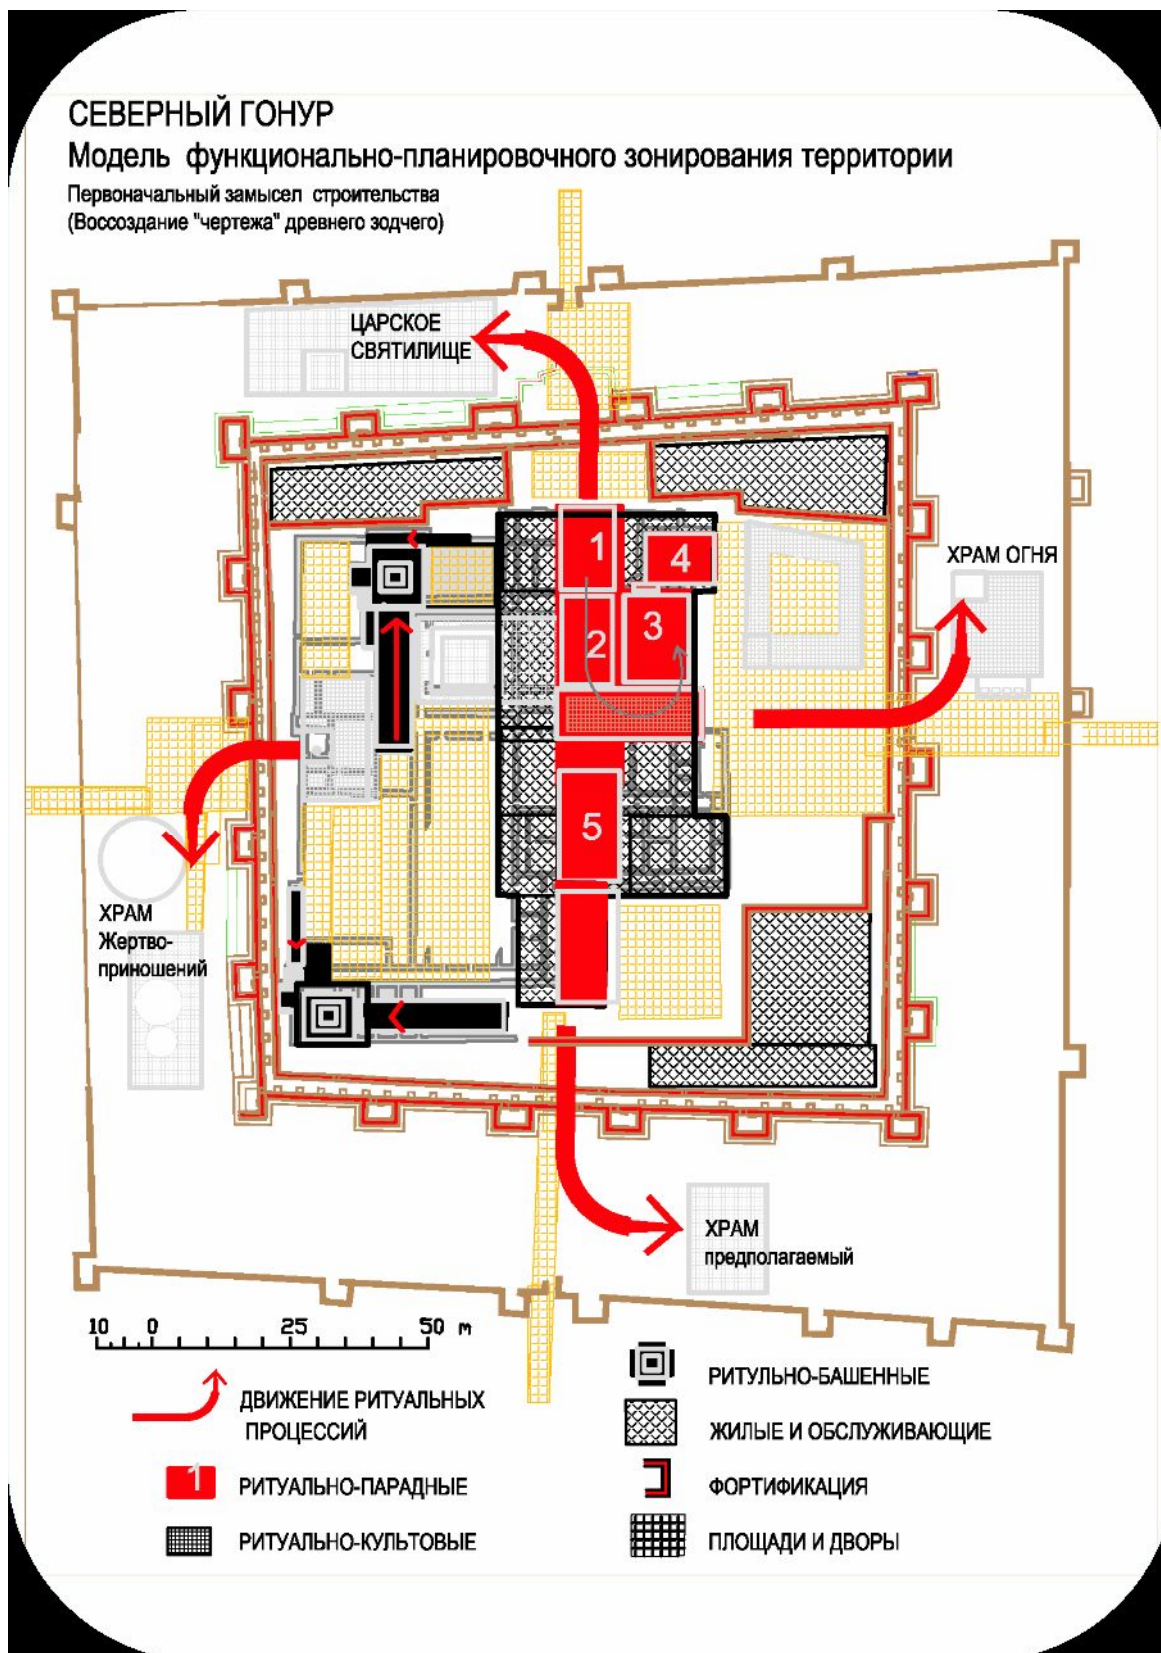 СЕВЕРНЫЙ ГОНУР
Модель функционально-планировочного зонирования территории
Первоначальный замысел строительства
(Воссоздание "чертежа" древнего зодчего)
ЦАРСКОЕ
СВЯТИЛИЩЕ
1
4
ХРАМ ОГНЯ
2
3
5
ХРАМ
Жертво-
приношений
ХРАМ
предполагаемый
10 0 25 50 m
ДВИЖЕНИЕ РИТУАЛЬНЫХ
ПРОЦЕССИЙ
1
РИТУАЛЬНО-ПАРАДНЫЕ
РИТУАЛЬНО-КУЛЬТОВЫЕ
РИТУЛЬНО-БАШЕННЫЕ
ЖИЛЫЕ И ОБСЛУЖИВАЮЩИЕ
ФОРТИФИКАЦИЯ
ПЛОЩАДИ И ДВОРЫ